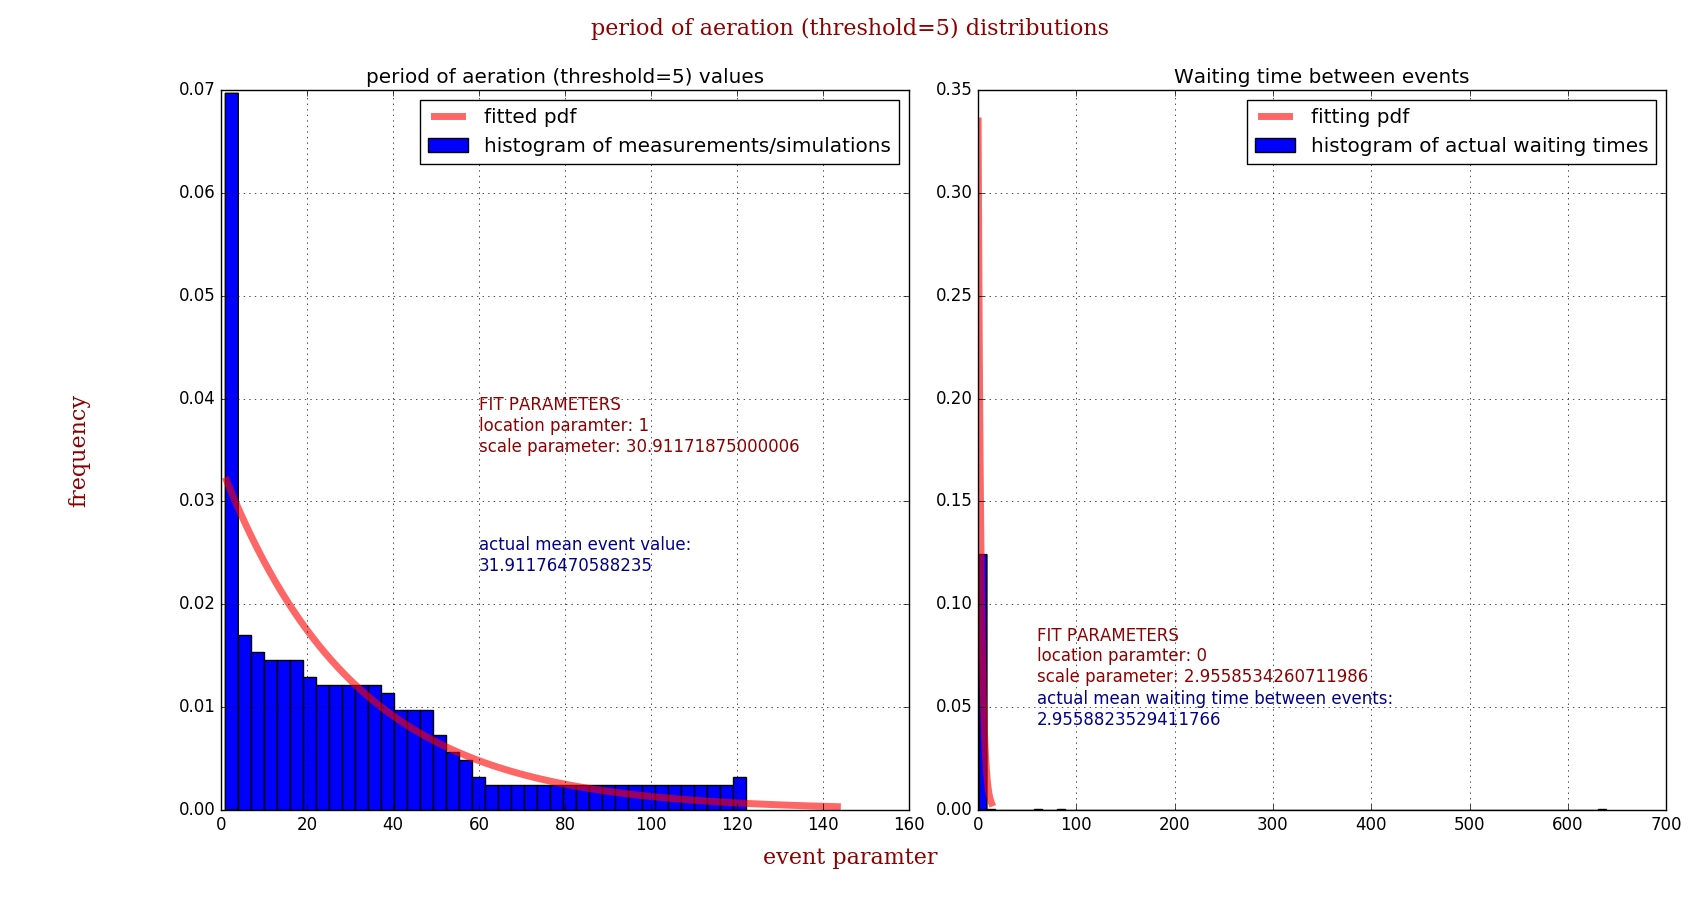 period of aeration (threshold=5) distributions
period of aeration (threshold=5) values
0.07
0.06
0.05
0.04
0.03
0.02
0.01
0.00
0 20 40 60 80 100 120 140 160
fitted pdf
histogram of measurements/simulations
FIT PARAMETERS
location paramter: 1
scale parameter: 30.91171875000006
actual mean event value:
31.91176470588235
frequency
Waiting time between events
0.35
0.30
0.25
0.20
0.15
0.10
0.05
0.00
0 100 200 300 400 500 600 700
fitting pdf
histogram of actual waiting times
FIT PARAMETERS
location paramter: 0
scale parameter: 2.9558534260711986
actual mean waiting time between events:
2.9558823529411766
event paramter